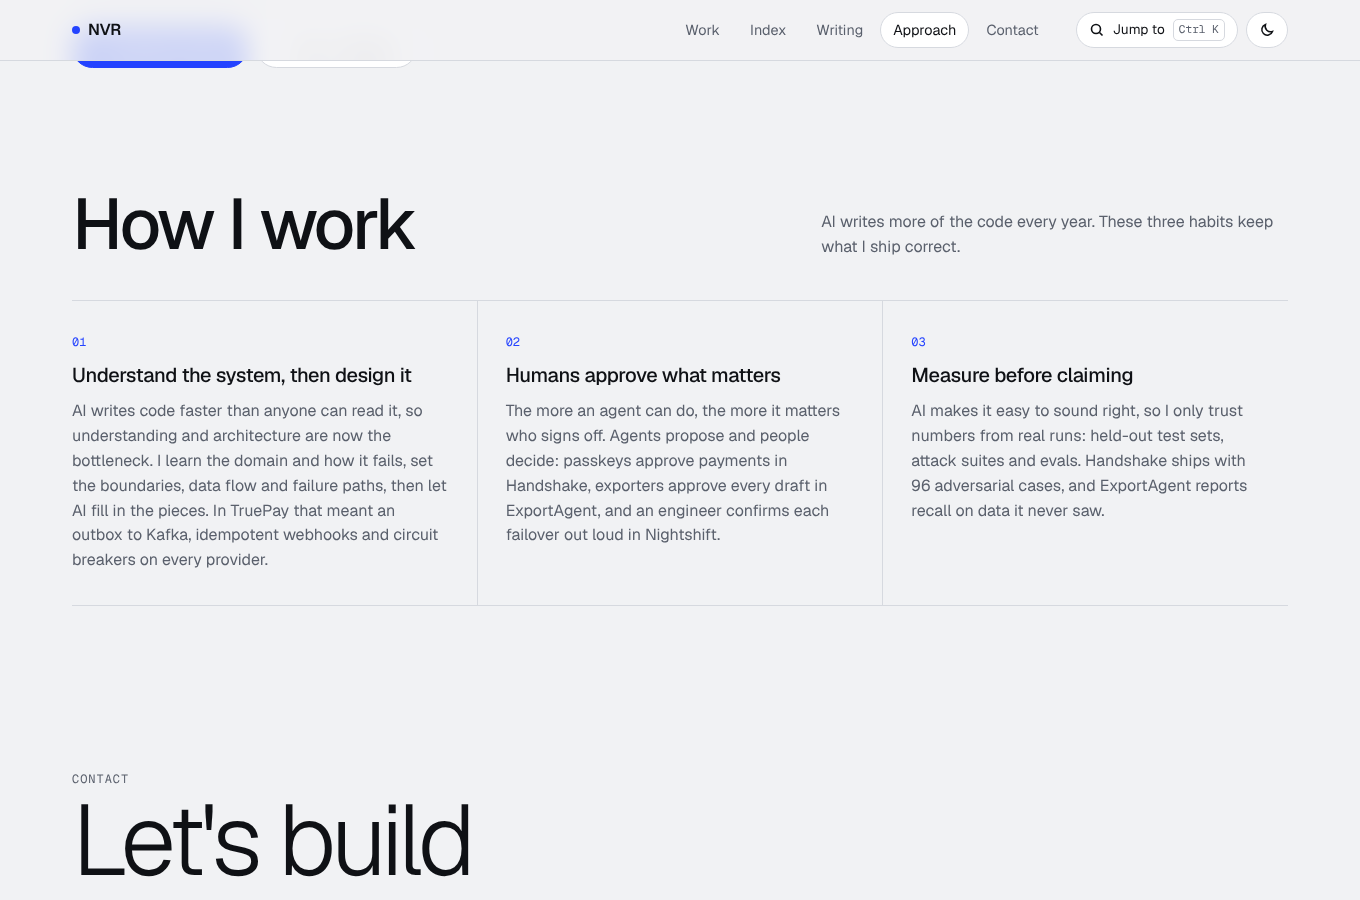 NVR
Work
Index
Writing
Approach
Contact
Jump to
Ctrl K
How I work
AI writes more of the code every year. These three habits keep
what I ship correct.
01
Understand the system, then design it
AI writes code faster than anyone can read it, so
understanding and architecture are now the
bottleneck. I learn the domain and how it fails, set
the boundaries, data flow and failure paths, then let
AI fill in the pieces. In TruePay that meant an
outbox to Kafka, idempotent webhooks and circuit
breakers on every provider.
02
Humans approve what matters
The more an agent can do, the more it matters
who signs off. Agents propose and people
decide: passkeys approve payments in
Handshake, exporters approve every draft in
ExportAgent, and an engineer confirms each
failover out loud in Nightshift.
03
Measure before claiming
AI makes it easy to sound right, so I only trust
numbers from real runs: held-out test sets,
attack suites and evals. Handshake ships with
96 adversarial cases, and ExportAgent reports
recall on data it never saw.
CONTACT
Let's build